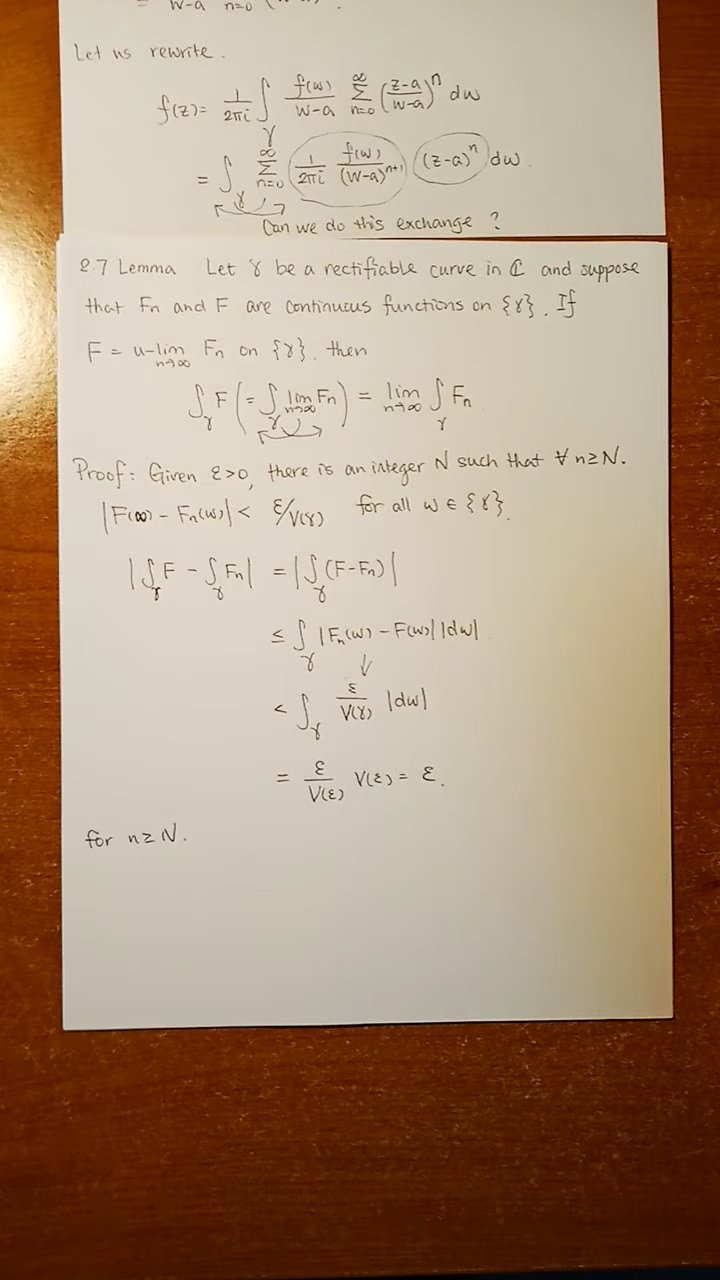 = 1/(w-a) Σ_{n=0}
Let us rewrite.
f(z) = 1/(2πi) ∫_γ f(w)/(w-a) Σ_{n=0}^∞ ((z-a)/(w-a))^n dw
= ∫_γ Σ_{n=0}^∞ (1/(2πi) f(w)/(w-a)^{n+1}) (z-a)^n dw.
Can we do this exchange?
2.7 Lemma Let γ be a rectifiable curve in ℂ and suppose
that Fn and F are continuous functions on {γ}. If
F = u-lim_{n→∞} Fn on {γ}, then
∫_γ F (= ∫_γ lim_{n→∞} Fn) = lim_{n→∞} ∫_γ Fn
Proof: Given ε>0, there is an integer N such that ∀ n≥N.
|F(∞) - Fn(w)| < ε/V(γ) for all w ∈ {γ}.
|∫_γ F - ∫_γ Fn| = |∫_γ (F-Fn)|
≤ ∫_γ |Fn(w) - F(w)| |dw|
↓
< ∫_γ ε/V(γ) |dw|
= ε/V(ε) V(ε) = ε.
for n≥N.